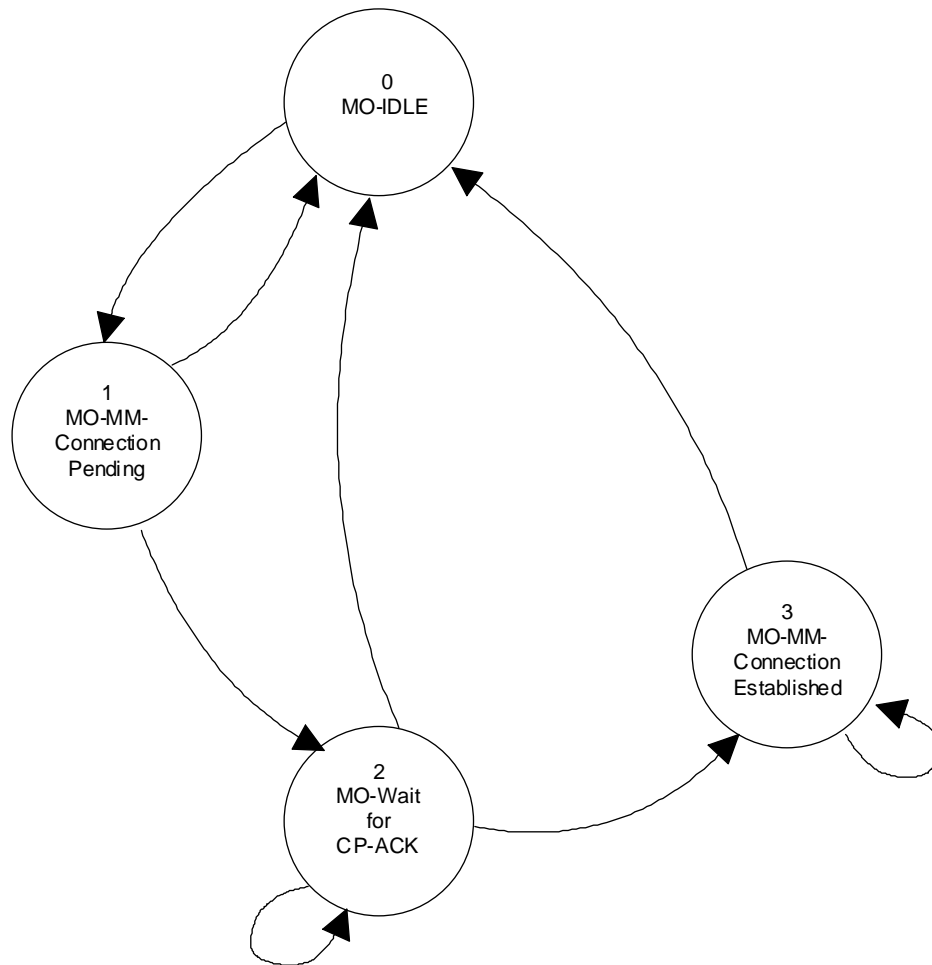 0
MO-IDLE
1
MO-MM-
Connection
Pending
3
MO-MM-
Connection
Established
2
MO-Wait
for
CP-ACK